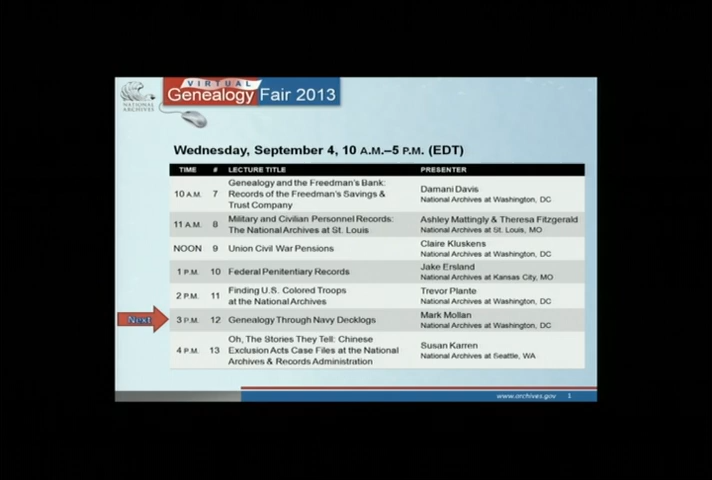 NATIONAL
ARCHIVES
VIRTUAL
Genealogy Fair 2013
Wednesday, September 4, 10 A.M.–5 P.M. (EDT)
TIME # LECTURE TITLE PRESENTER
10 A.M. 7 Genealogy and the Freedman's Bank:
Records of the Freedman's Savings &
Trust Company
Damani Davis
National Archives at Washington, DC
11 A.M. 8 Military and Civilian Personnel Records:
The National Archives at St. Louis
Ashley Mattingly & Theresa Fitzgerald
National Archives at St. Louis, MO
NOON 9 Union Civil War Pensions
Claire Kluskens
National Archives at Washington, DC
1 P.M. 10 Federal Penitentiary Records
Jake Ersland
National Archives at Kansas City, MO
2 P.M. 11 Finding U.S. Colored Troops
at the National Archives
Trevor Plante
National Archives at Washington, DC
Next
3 P.M. 12 Genealogy Through Navy Decklogs
Mark Mollan
National Archives at Washington, DC
4 P.M. 13 Oh, The Stories They Tell: Chinese
Exclusion Acts Case Files at the National
Archives & Records Administration
Susan Karren
National Archives at Seattle, WA
www.archives.gov 1